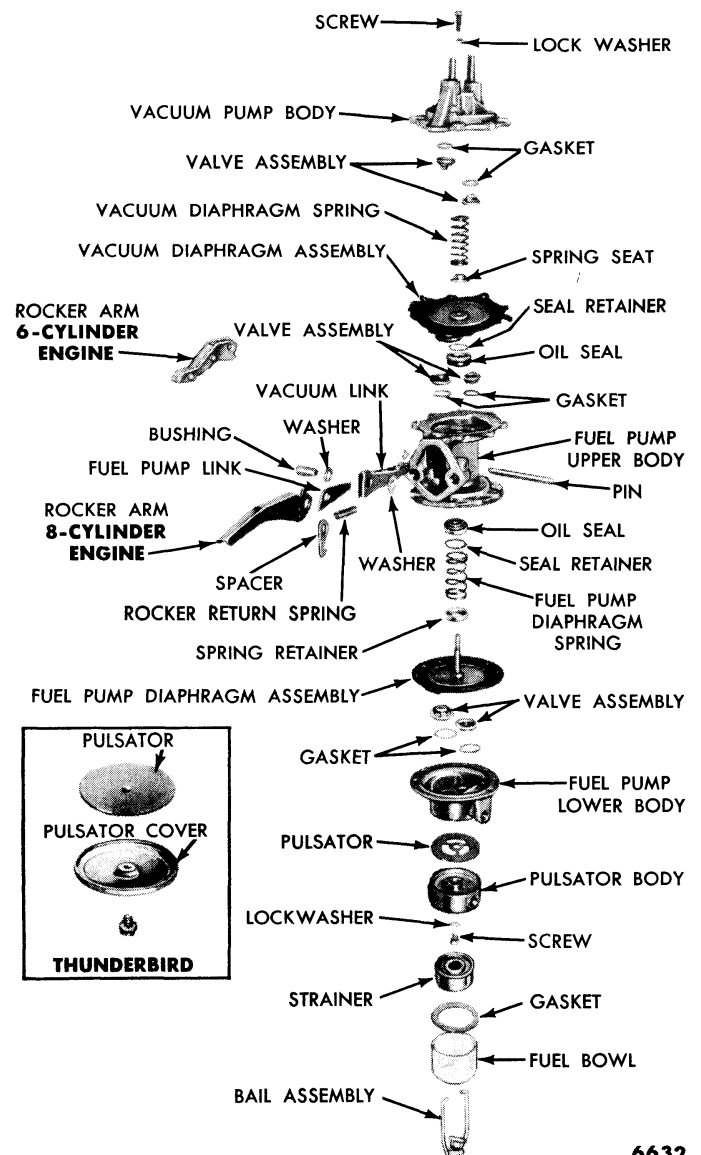 SCREW
LOCK WASHER
VACUUM PUMP BODY
GASKET
VALVE ASSEMBLY
VACUUM DIAPHRAGM SPRING
VACUUM DIAPHRAGM ASSEMBLY
SPRING SEAT
SEAL RETAINER
ROCKER ARM
6-CYLINDER
ENGINE
VALVE ASSEMBLY
OIL SEAL
VACUUM LINK
GASKET
BUSHING
WASHER
FUEL PUMP
UPPER BODY
FUEL PUMP LINK
PIN
ROCKER ARM
8-CYLINDER
ENGINE
OIL SEAL
WASHER
SEAL RETAINER
SPACER
ROCKER RETURN SPRING
FUEL PUMP
DIAPHRAGM
SPRING
SPRING RETAINER
FUEL PUMP DIAPHRAGM ASSEMBLY
VALVE ASSEMBLY
GASKET
PULSATOR
FUEL PUMP
LOWER BODY
PULSATOR COVER
PULSATOR
PULSATOR BODY
LOCKWASHER
SCREW
THUNDERBIRD
STRAINER
GASKET
FUEL BOWL
BAIL ASSEMBLY
6632